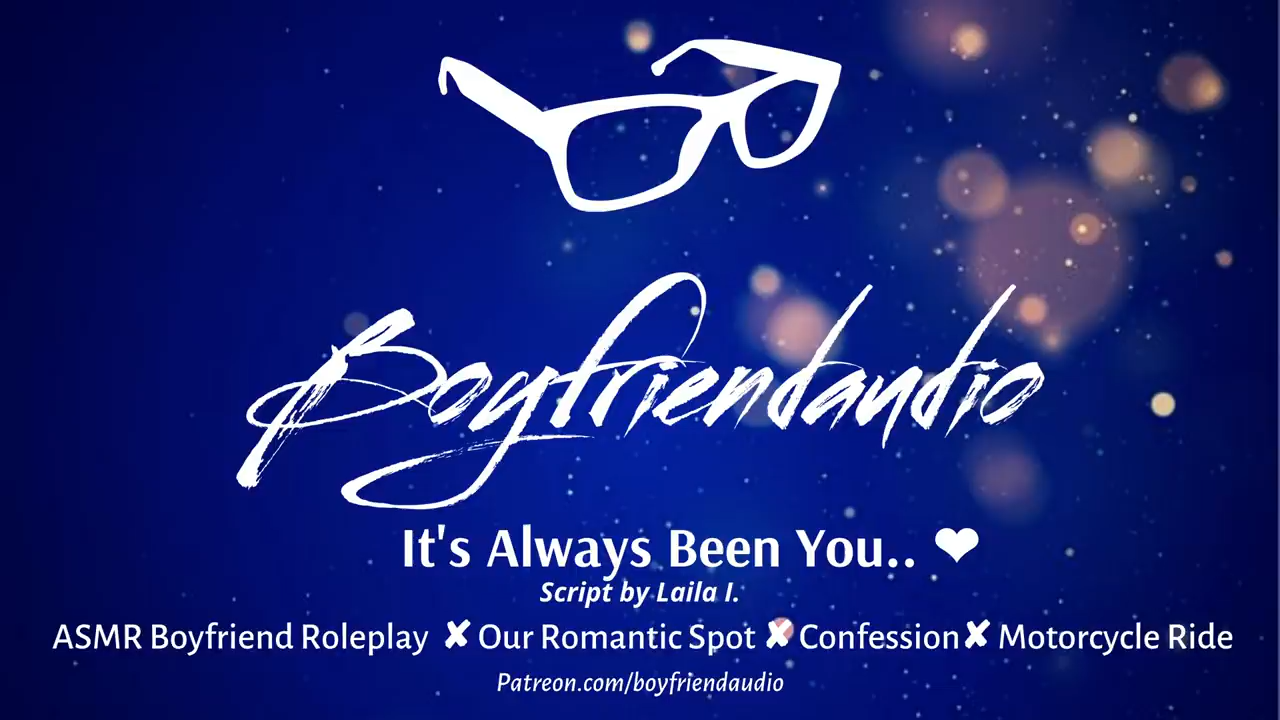 Boyfriendaudio
It's Always Been You.. ❤
Script by Laila I.
ASMR Boyfriend Roleplay ✘ Our Romantic Spot ✘ Confession ✘ Motorcycle Ride
Patreon.com/boyfriendaudio